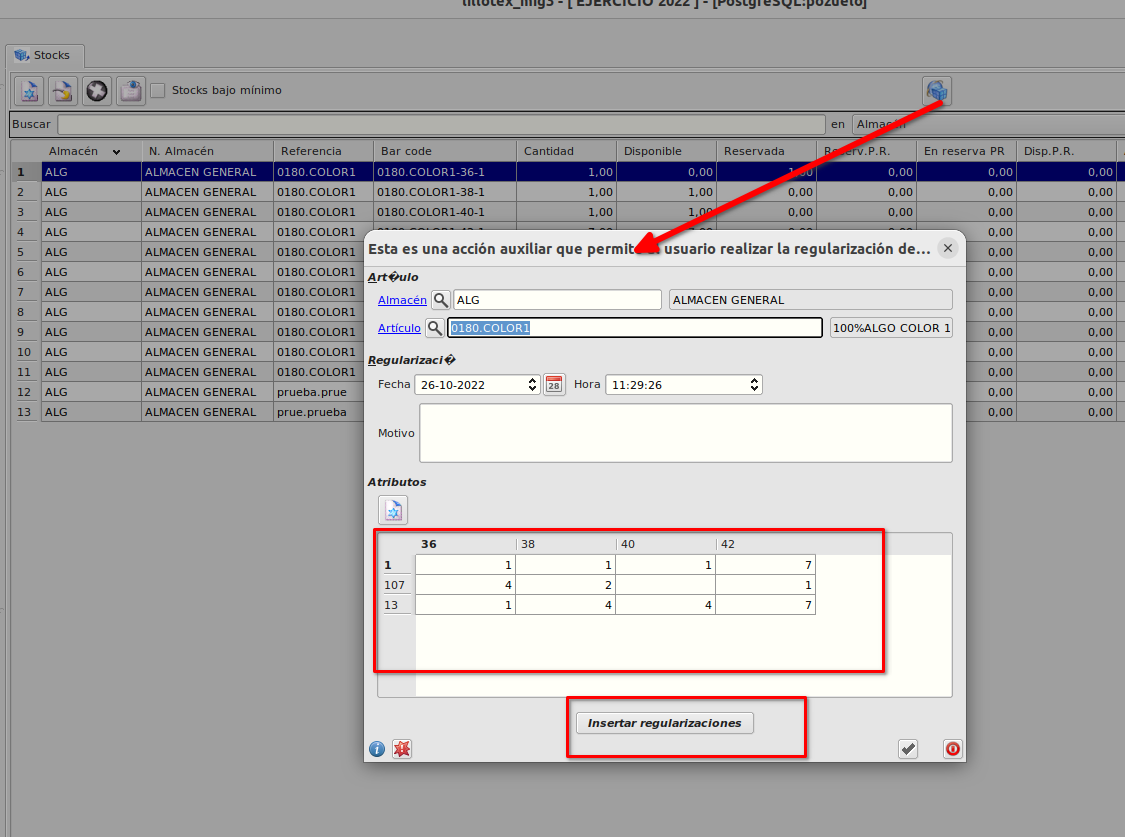 lillotex_mg3 - [ EJERCICIO 2022 ] - [PostgreSQL:pozuelo]
Stocks
Stocks bajo mínimo
Buscar en Almacén
Almacén N. Almacén Referencia Bar code Cantidad Disponible Reservada Reserv.P.R. En reserva PR Disp.P.R.
1 ALG ALMACEN GENERAL 0180.COLOR1 0180.COLOR1-36-1 1,00 0,00 1,00 0,00 0,00 0,00
2 ALG ALMACEN GENERAL 0180.COLOR1 0180.COLOR1-38-1 1,00 1,00 0,00 0,00 0,00 0,00
3 ALG ALMACEN GENERAL 0180.COLOR1 0180.COLOR1-40-1 1,00 1,00 0,00 0,00 0,00 0,00
4 ALG ALMACEN GENERAL 0180.COLOR1 0,00 0,00
5 ALG ALMACEN GENERAL 0180.COLOR1 0,00 0,00
6 ALG ALMACEN GENERAL 0180.COLOR1 0,00 0,00
7 ALG ALMACEN GENERAL 0180.COLOR1 0,00 0,00
8 ALG ALMACEN GENERAL 0180.COLOR1 0,00 0,00
9 ALG ALMACEN GENERAL 0180.COLOR1 0,00 0,00
10 ALG ALMACEN GENERAL 0180.COLOR1 0,00 0,00
11 ALG ALMACEN GENERAL 0180.COLOR1 0,00 0,00
12 ALG ALMACEN GENERAL prueba.prue 0,00 0,00
13 ALG ALMACEN GENERAL prue.prueba 0,00 0,00
Esta es una acción auxiliar que permite al usuario realizar la regularización de...
Art�ulo
Almacén ALG ALMACEN GENERAL
Artículo 0180.COLOR1 100%ALGO COLOR 1
Regularizaci�
Fecha 26-10-2022 28 Hora 11:29:26
Motivo
Atributos
36 38 40 42
1 1 1 1 7
107 4 2 1
13 1 4 4 7
Insertar regularizaciones